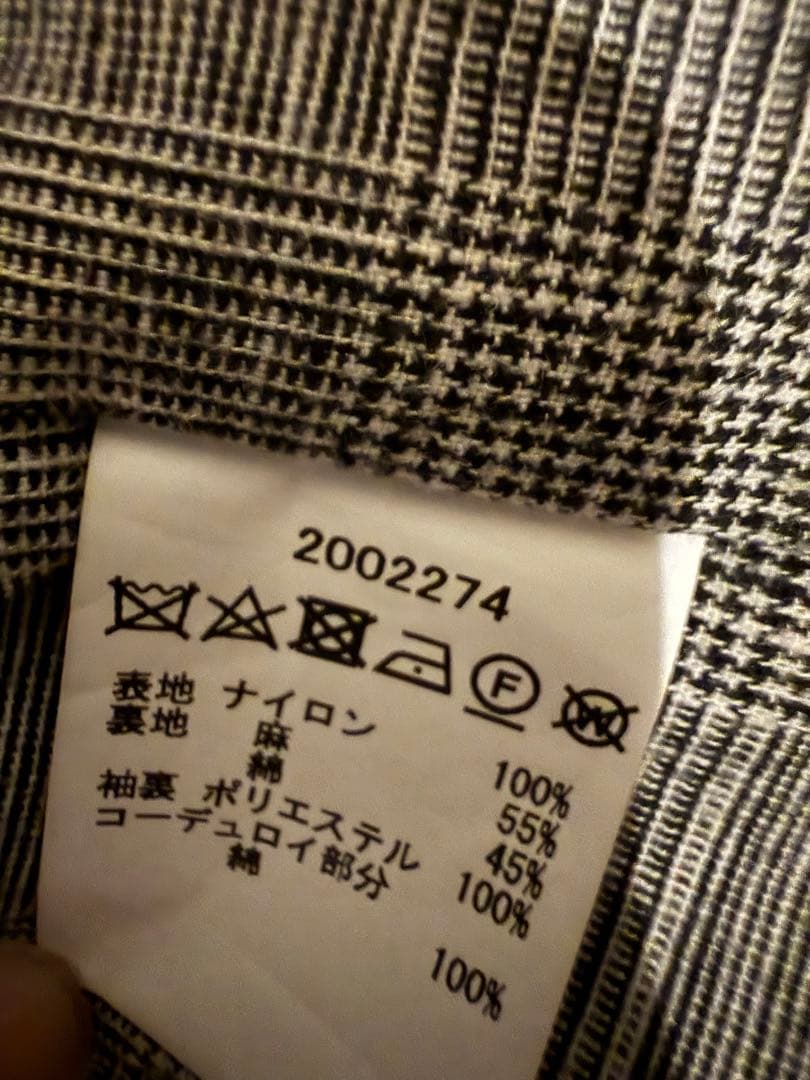 2002274
F W
表地 ナイロン 100%
裏地 麻 55%
綿 45%
袖裏 ポリエステル 100%
コーデュロイ部分
綿 100%